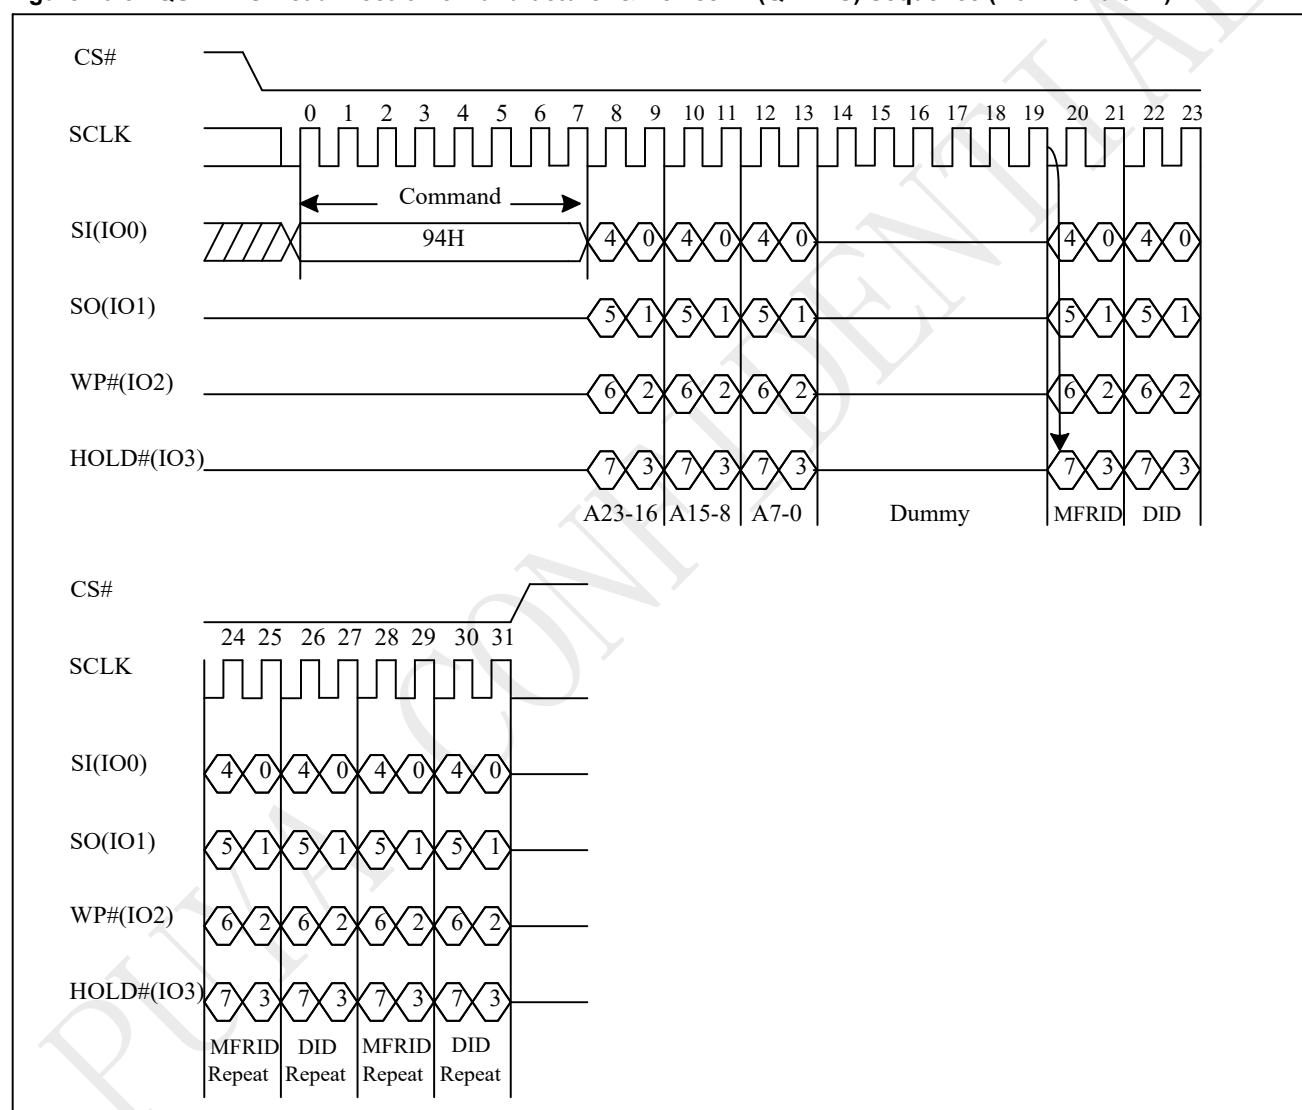 CS#
0 1 2 3 4 5 6 7 8 9 10 11 12 13 14 15 16 17 18 19 20 21 22 23
SCLK
Command
SI(IO0) 94H 4 0 4 0 4 0 4 0 4 0
SO(IO1) 5 1 5 1 5 1 5 1 5 1
WP#(IO2) 6 2 6 2 6 2 6 2 6 2
HOLD#(IO3) 7 3 7 3 7 3 7 3 7 3
A23-16 A15-8 A7-0 Dummy MFRID DID
CS#
24 25 26 27 28 29 30 31
SCLK
SI(IO0) 4 0 4 0 4 0 4 0
SO(IO1) 5 1 5 1 5 1 5 1
WP#(IO2) 6 2 6 2 6 2 6 2
HOLD#(IO3) 7 3 7 3 7 3 7 3
MFRID DID MFRID DID
Repeat Repeat Repeat Repeat
PUYA CONFIDENTIAL